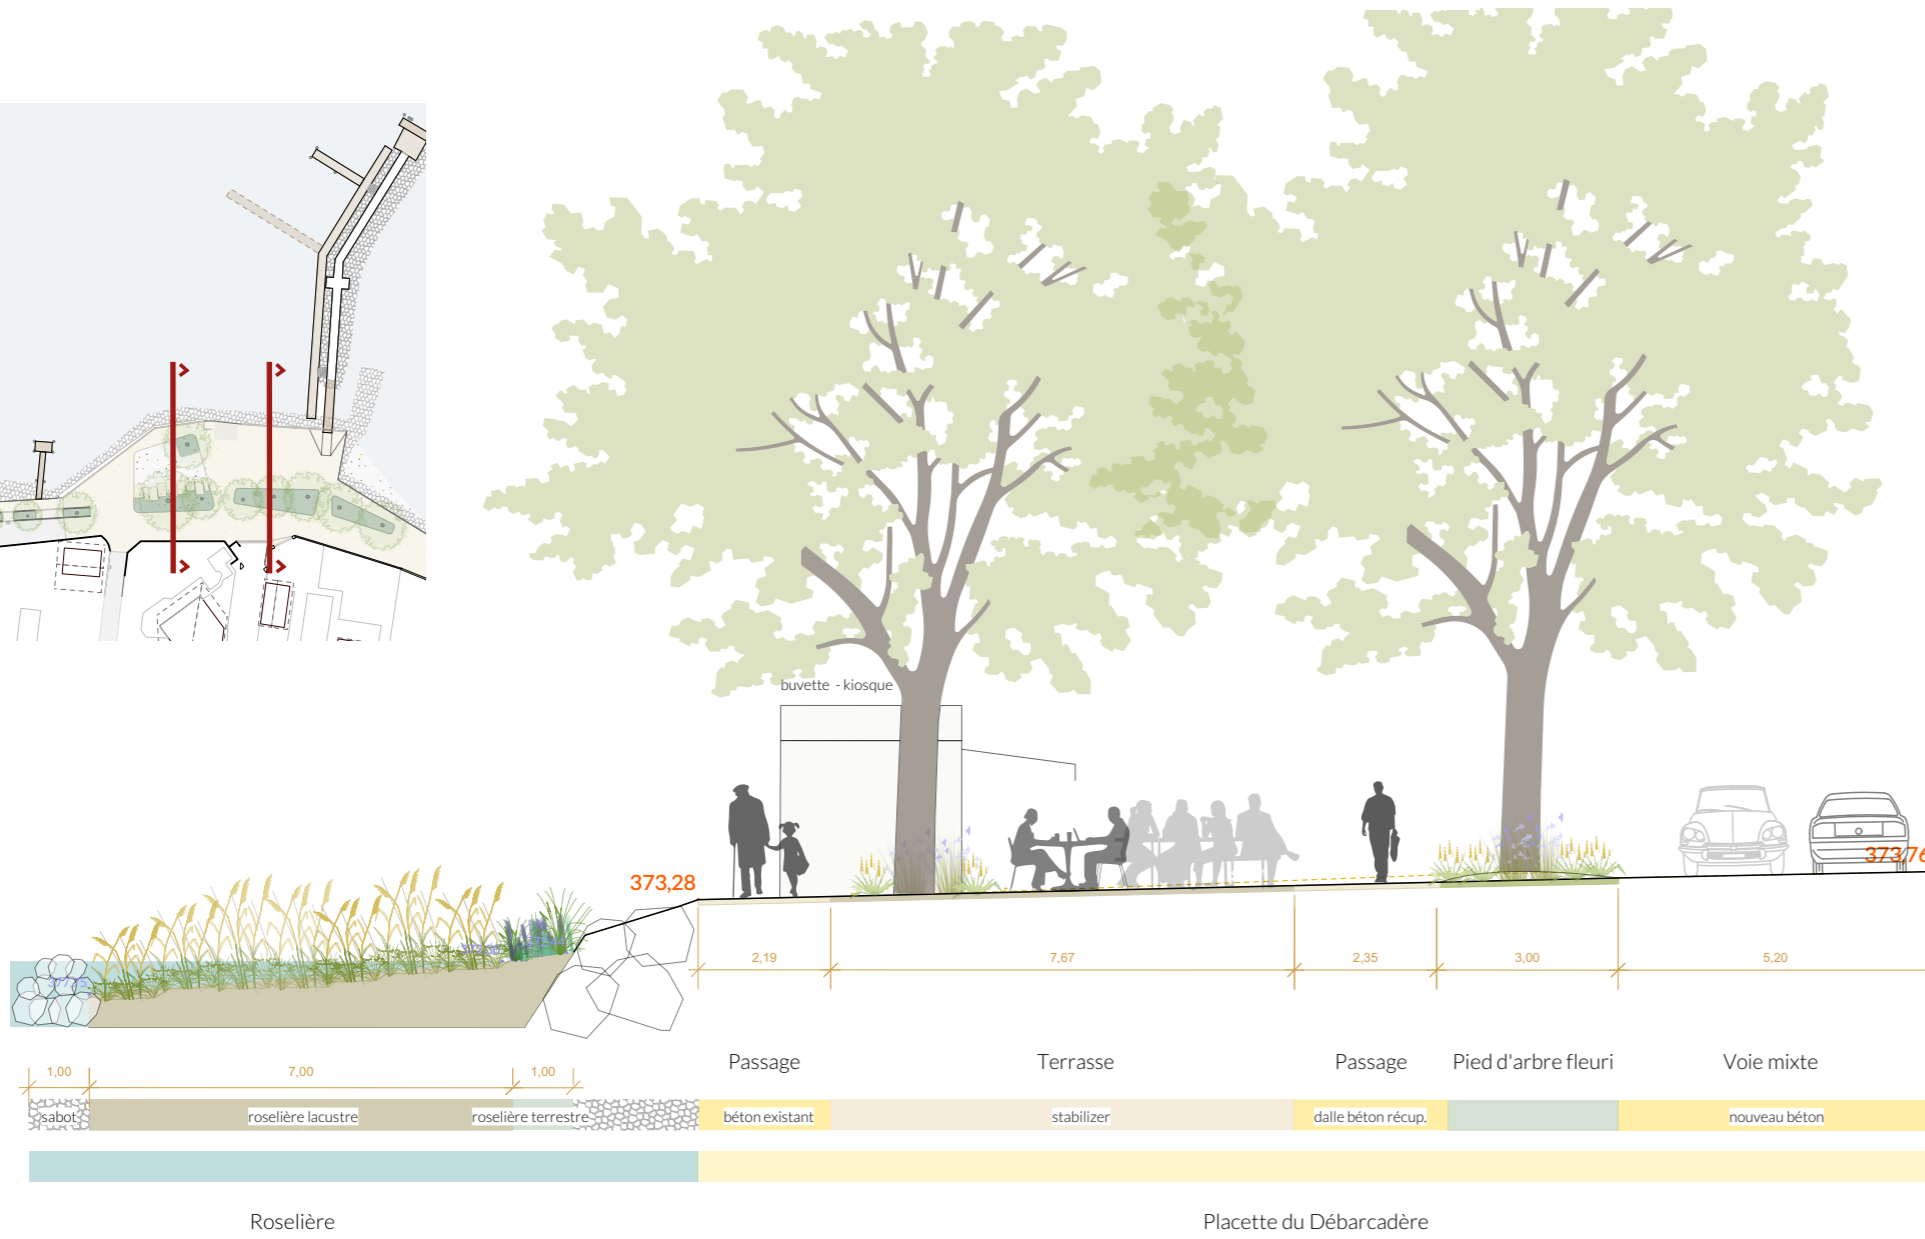 buvette - kiosque
373,28
373,76
2,19
7,67
2,35
3,00
5,20
Passage
Terrasse
Passage
Pied d'arbre fleuri
Voie mixte
1,00
7,00
1,00
sabot
roselière lacustre
roselière terrestre
béton existant
stabilizer
dalle béton récup.
nouveau béton
Roselière
Placette du Débarcadère